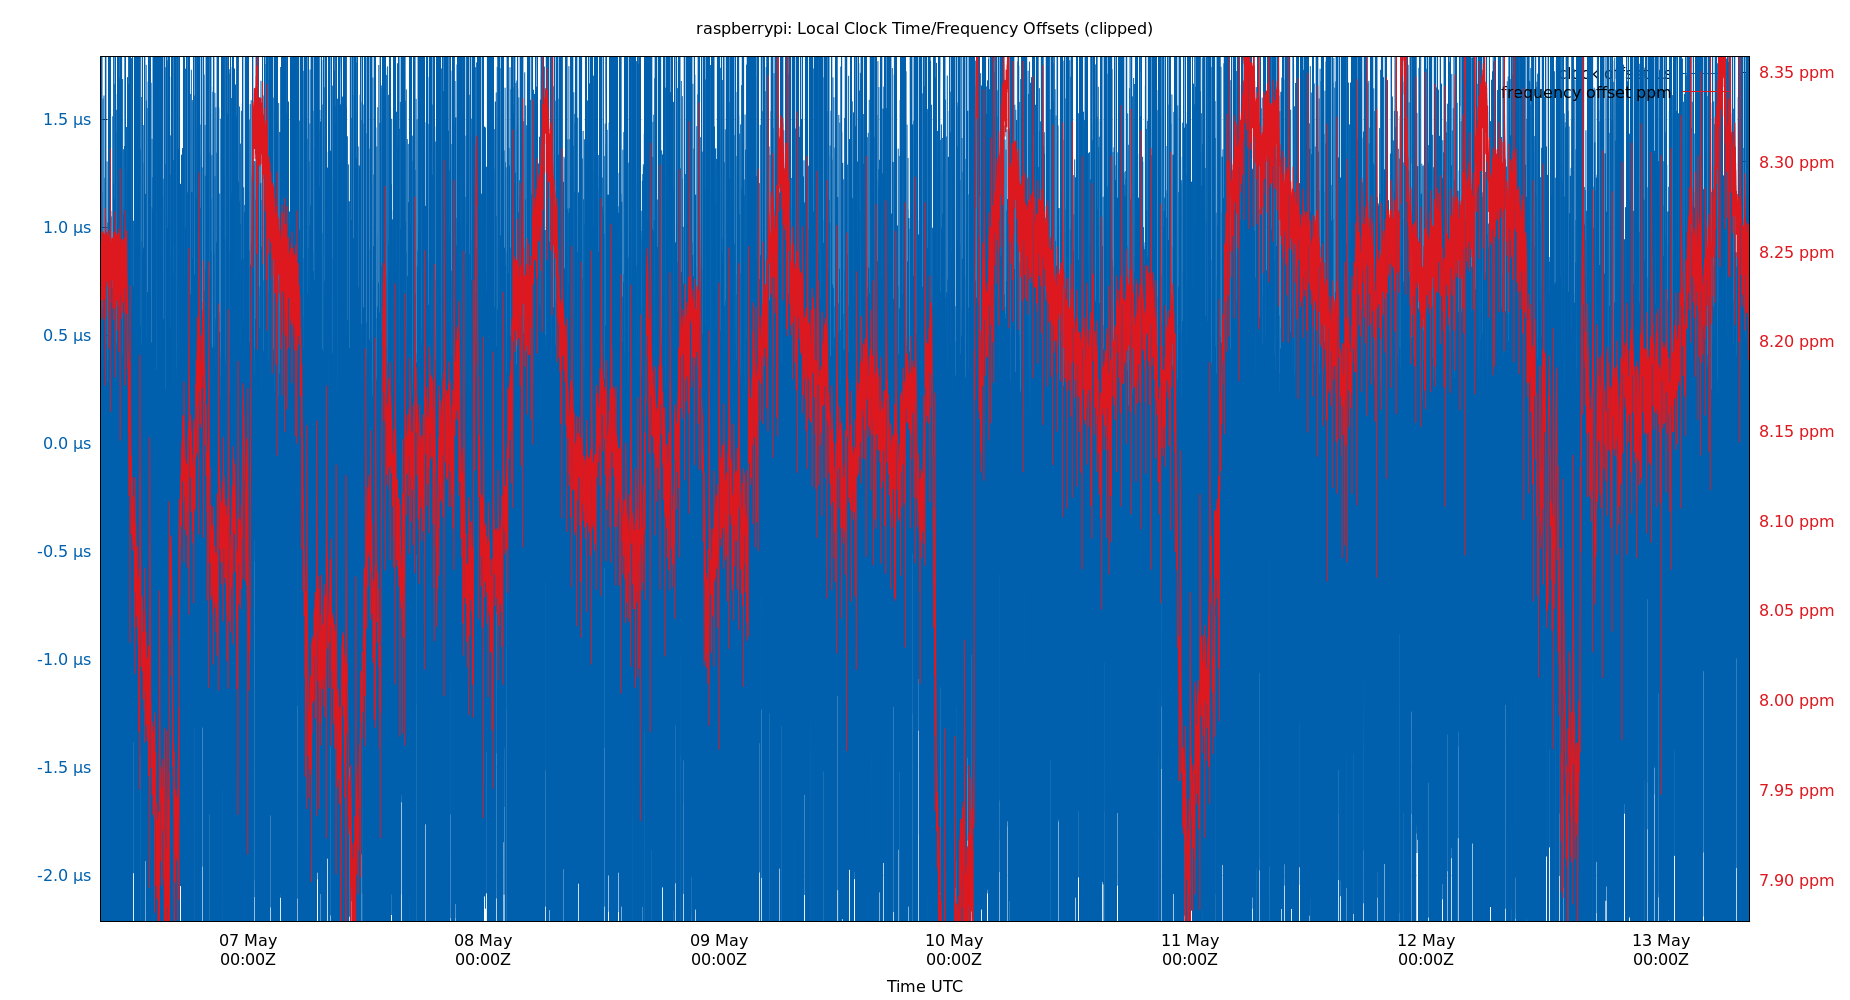 raspberrypi: Local Clock Time/Frequency Offsets (clipped)
clock offset μs
frequency offset ppm
1.5 μs
1.0 μs
0.5 μs
0.0 μs
-0.5 μs
-1.0 μs
-1.5 μs
-2.0 μs
8.35 ppm
8.30 ppm
8.25 ppm
8.20 ppm
8.15 ppm
8.10 ppm
8.05 ppm
8.00 ppm
7.95 ppm
7.90 ppm
07 May 08 May 09 May 10 May 11 May 12 May 13 May
00:00Z 00:00Z 00:00Z 00:00Z 00:00Z 00:00Z 00:00Z
Time UTC